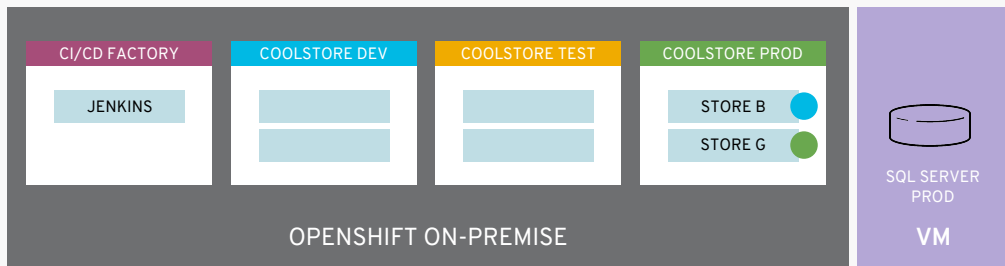 CI/CD FACTORY
JENKINS
COOLSTORE DEV
COOLSTORE TEST
COOLSTORE PROD
STORE B
STORE G
OPENSHIFT ON-PREMISE
SQL SERVER
PROD
VM